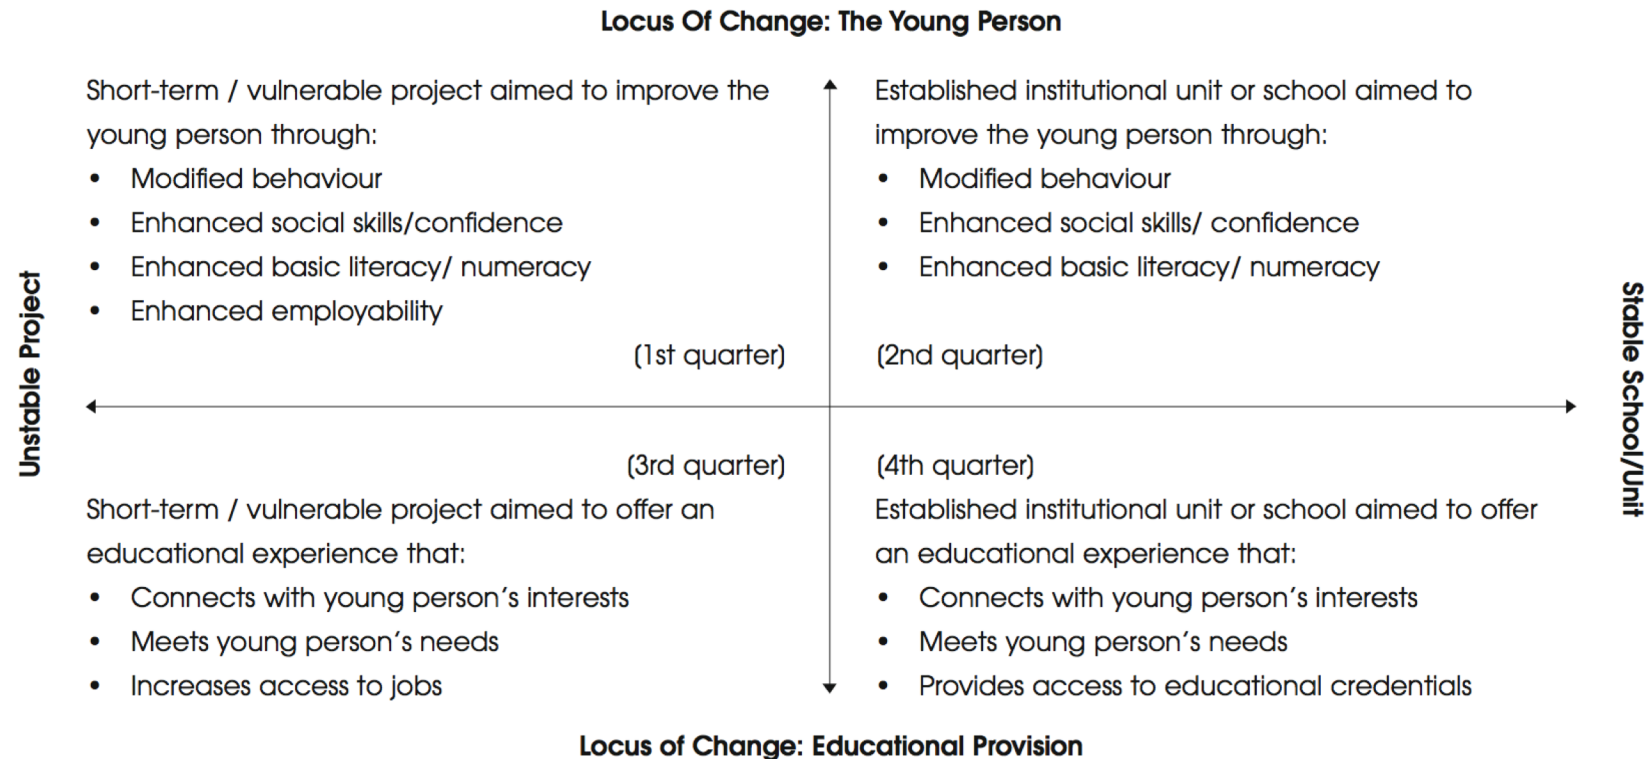 Locus Of Change: The Young Person
Short-term / vulnerable project aimed to improve the
young person through:
• Modified behaviour
• Enhanced social skills/confidence
• Enhanced basic literacy/ numeracy
• Enhanced employability
(1st quarter)
Established institutional unit or school aimed to
improve the young person through:
• Modified behaviour
• Enhanced social skills/ confidence
• Enhanced basic literacy/ numeracy
(2nd quarter)
Unstable Project
Stable School/Unit
(3rd quarter)
Short-term / vulnerable project aimed to offer an
educational experience that:
• Connects with young person's interests
• Meets young person's needs
• Increases access to jobs
(4th quarter)
Established institutional unit or school aimed to offer
an educational experience that:
• Connects with young person's interests
• Meets young person's needs
• Provides access to educational credentials
Locus of Change: Educational Provision